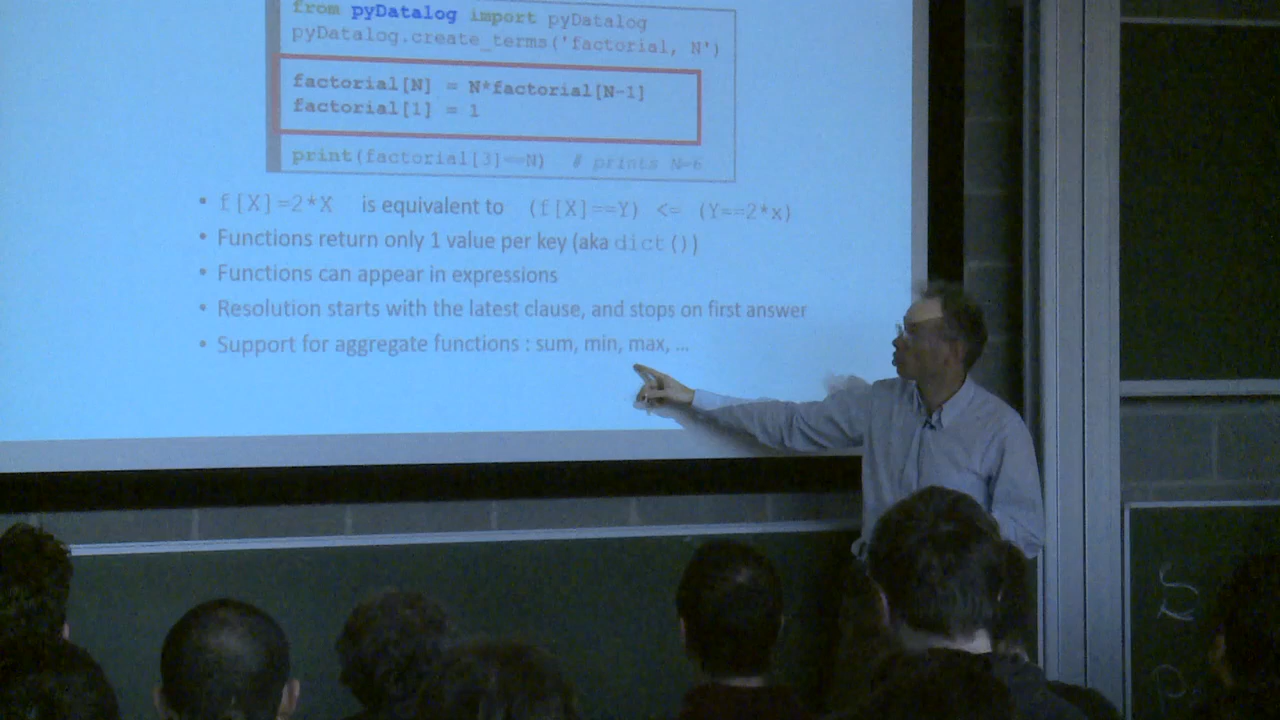 from pyDatalog import pyDatalog
pyDatalog.create_terms('factorial, N')
factorial[N] = N*factorial[N-1]
factorial[1] = 1
print(factorial[3]==N) # prints N=6
• f[X]=2*X is equivalent to (f[X]==Y) <= (Y==2*x)
• Functions return only 1 value per key (aka dict())
• Functions can appear in expressions
• Resolution starts with the latest clause, and stops on first answer
• Support for aggregate functions : sum, min, max, ...